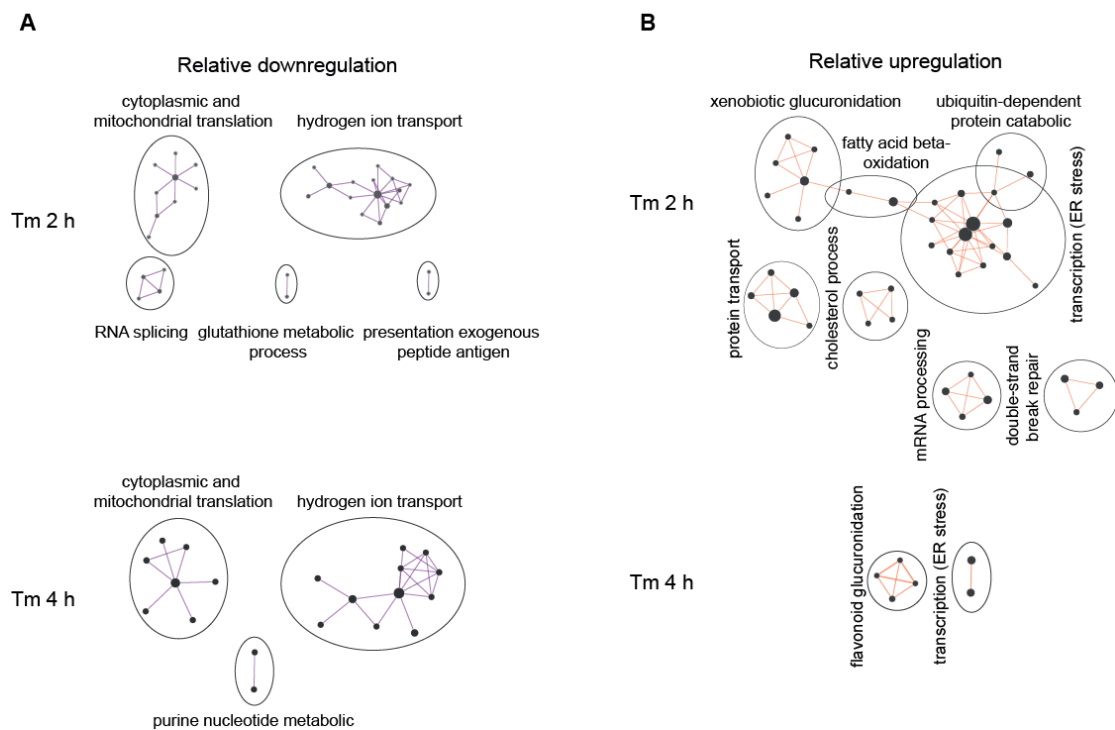 A
B
Relative downregulation
Relative upregulation
cytoplasmic and
mitochondrial translation
hydrogen ion transport
xenobiotic glucuronidation
ubiquitin-dependent
protein catabolic
fatty acid beta-
oxidation
transcription (ER stress)
Tm 2 h
Tm 2 h
protein transport
cholesterol process
RNA splicing
glutathione metabolic
process
presentation exogenous
peptide antigen
mRNA processing
double-strand
break repair
cytoplasmic and
mitochondrial translation
hydrogen ion transport
Tm 4 h
Tm 4 h
flavonoid glucuronidation
transcription (ER stress)
purine nucleotide metabolic